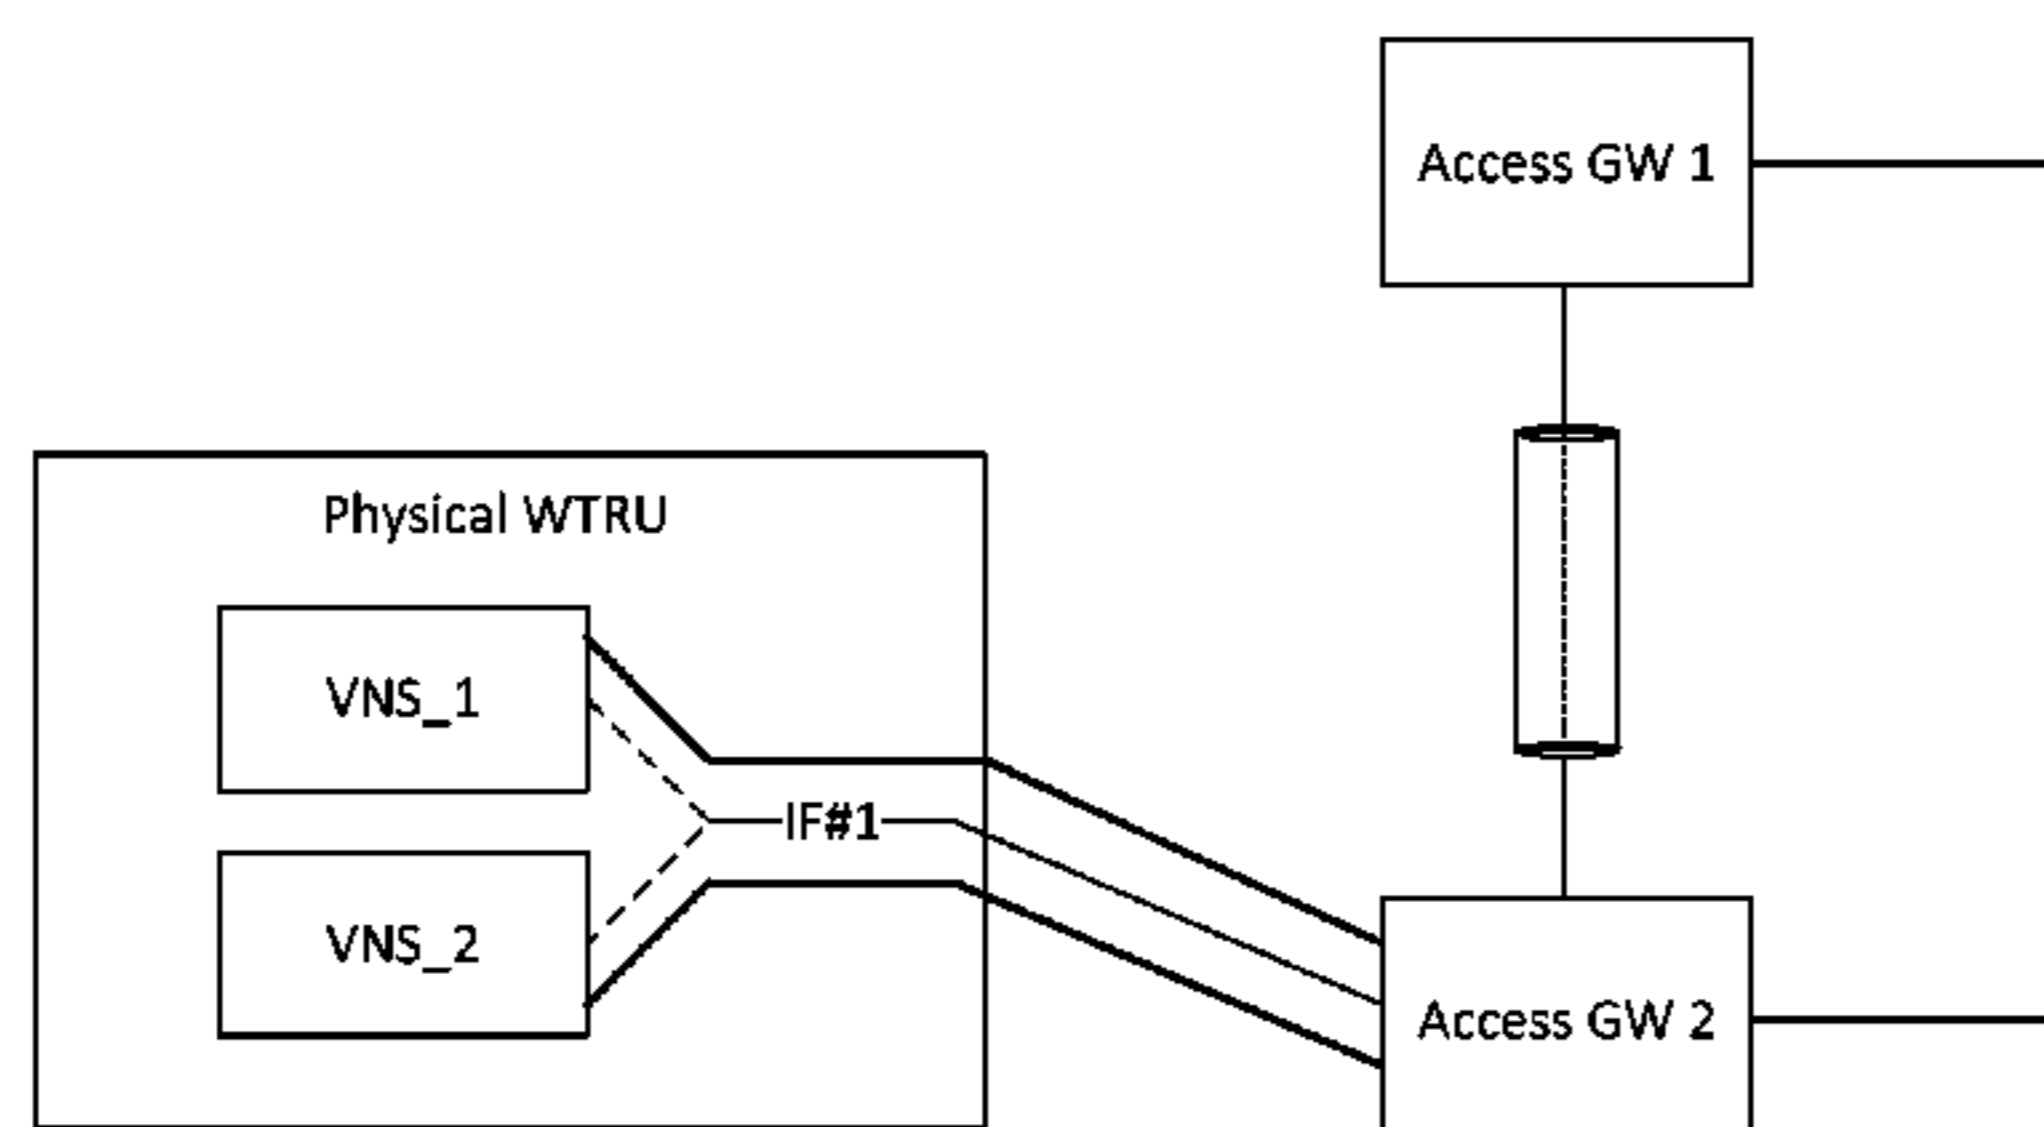 Access GW 1
Physical WTRU
VNS_1
IF#1
VNS_2
Access GW 2